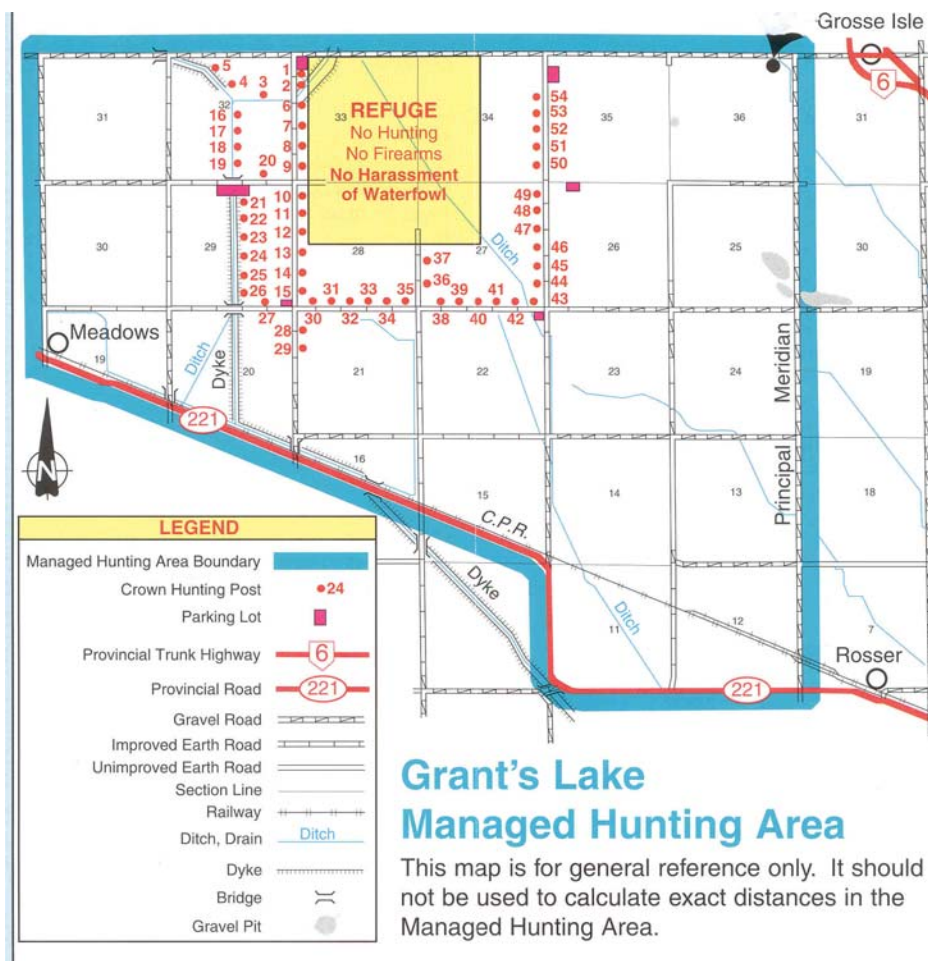 Grosse Isle
6
5
4
3
1
2
6
16
17
18
19
20
7
8
9
31
32
33
34
35
36
31
REFUGE
No Hunting
No Firearms
No Harassment
of Waterfowl
54
53
52
51
50
49
48
47
46
45
44
43
10
11
12
13
14
15
21
22
23
24
25
26
27
28
29
30
29
28
27
26
25
30
Ditch
37
36
31
33
35
39
41
30
32
34
38
40
42
Meadows
19
Ditch
Dyke
20
21
22
23
24
19
Principal Meridian
221
16
15
14
13
18
C.P.R.
Dyke
Ditch
11
12
7
Rosser
221
LEGEND
Managed Hunting Area Boundary
Crown Hunting Post 24
Parking Lot
Provincial Trunk Highway 6
Provincial Road 221
Gravel Road
Improved Earth Road
Unimproved Earth Road
Section Line
Railway
Ditch, Drain Ditch
Dyke
Bridge
Gravel Pit
N
Grant's Lake
Managed Hunting Area
This map is for general reference only. It should
not be used to calculate exact distances in the
Managed Hunting Area.